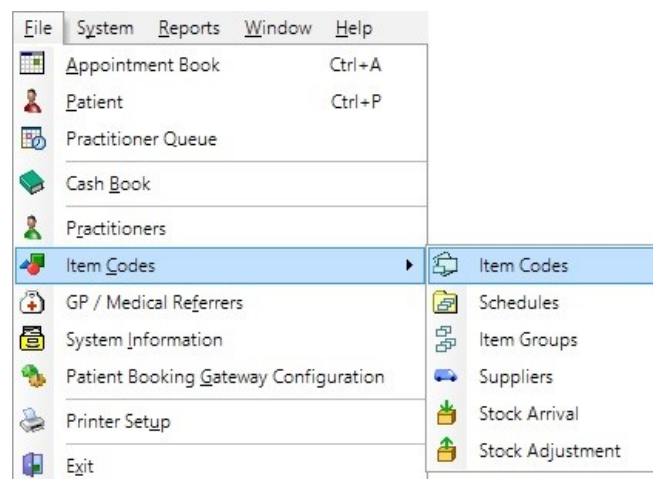 File System Reports Window Help
Appointment Book Ctrl+A
Patient Ctrl+P
Practitioner Queue
Cash Book
Practitioners
Item Codes
GP / Medical Referrers
System Information
Patient Booking Gateway Configuration
Printer Setup
Exit
Item Codes
Schedules
Item Groups
Suppliers
Stock Arrival
Stock Adjustment